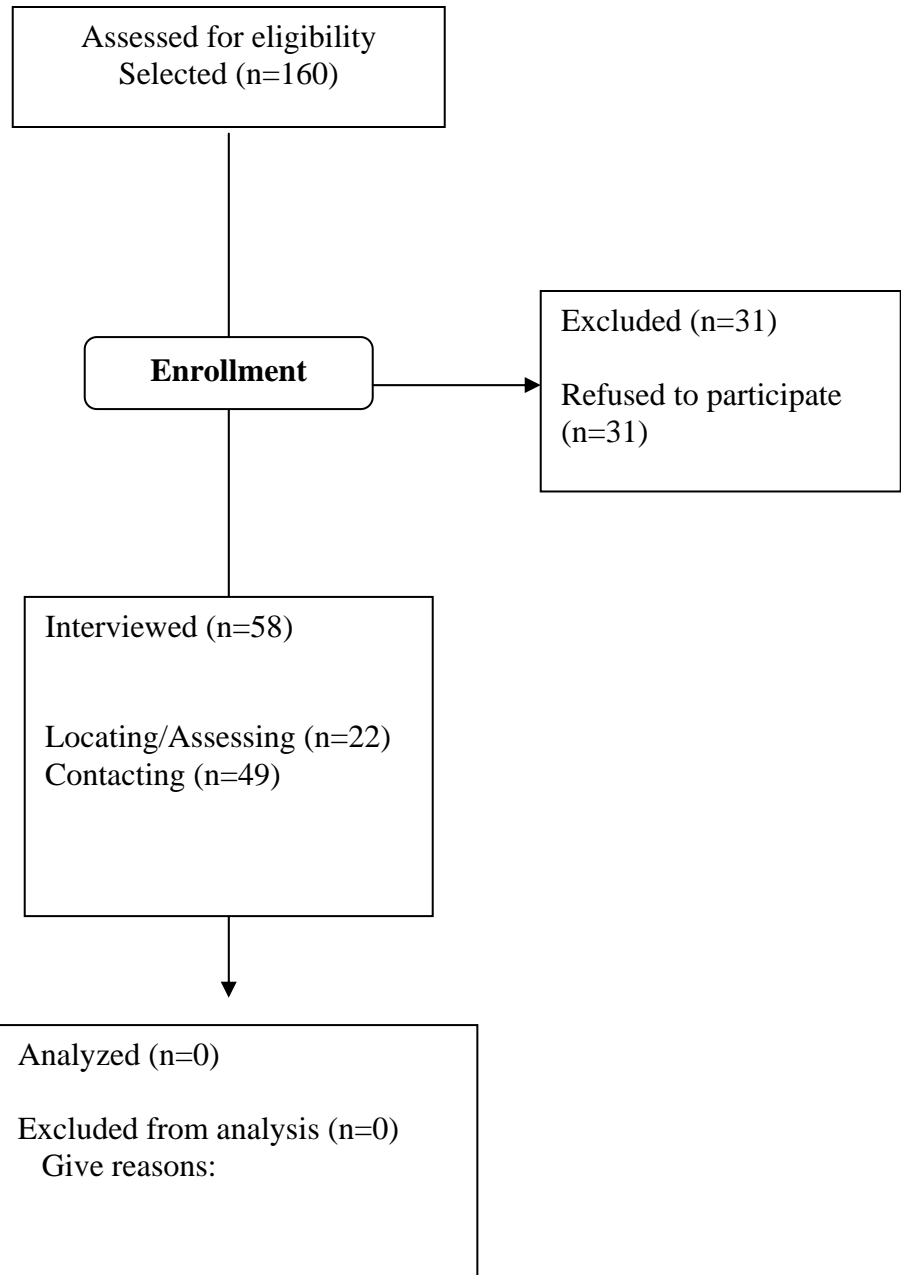 Assessed for eligibility
Selected (n=160)
Enrollment
Excluded (n=31)
Refused to participate
(n=31)
Interviewed (n=58)
Locating/Assessing (n=22)
Contacting (n=49)
Analyzed (n=0)
Excluded from analysis (n=0)
Give reasons: